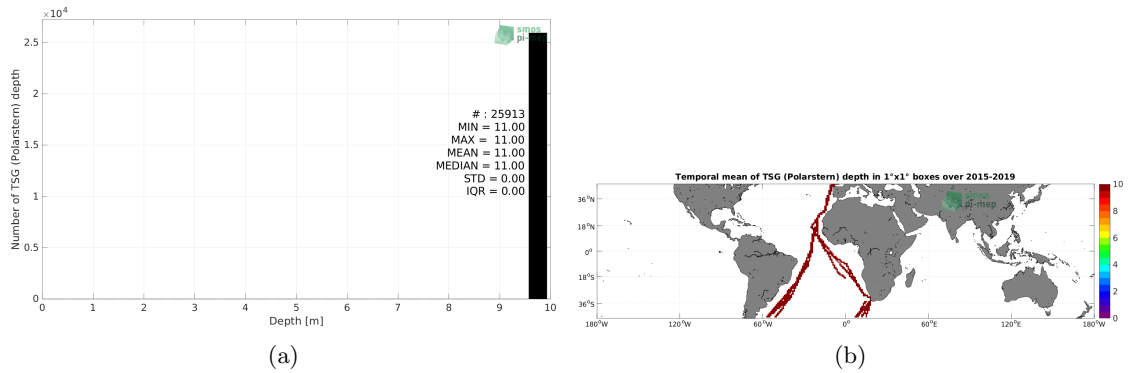 ×10⁴
smos
pi-mep
2.5
2
1.5
1
0.5
0
Number of TSG (Polarstern) depth
# : 25913
MIN = 11.00
MAX = 11.00
MEAN = 11.00
MEDIAN = 11.00
STD = 0.00
IQR = 0.00
0 1 2 3 4 5 6 7 8 9 10
Depth [m]
(a)
Temporal mean of TSG (Polarstern) depth in 1°x1° boxes over 2015-2019
smos
pi-mep
36°N
18°N
0°
18°S
36°S
180°W 120°W 60°W 0° 60°E 120°E 180°W
10
8
6
4
2
0
(b)